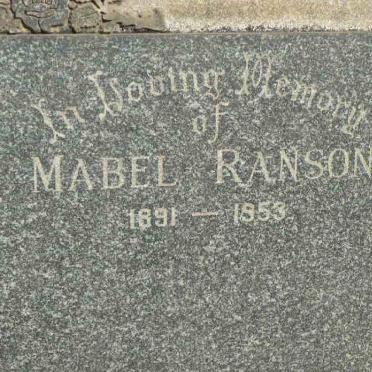 In Loving Memory
of
MABEL RANSON
1891 — 1953